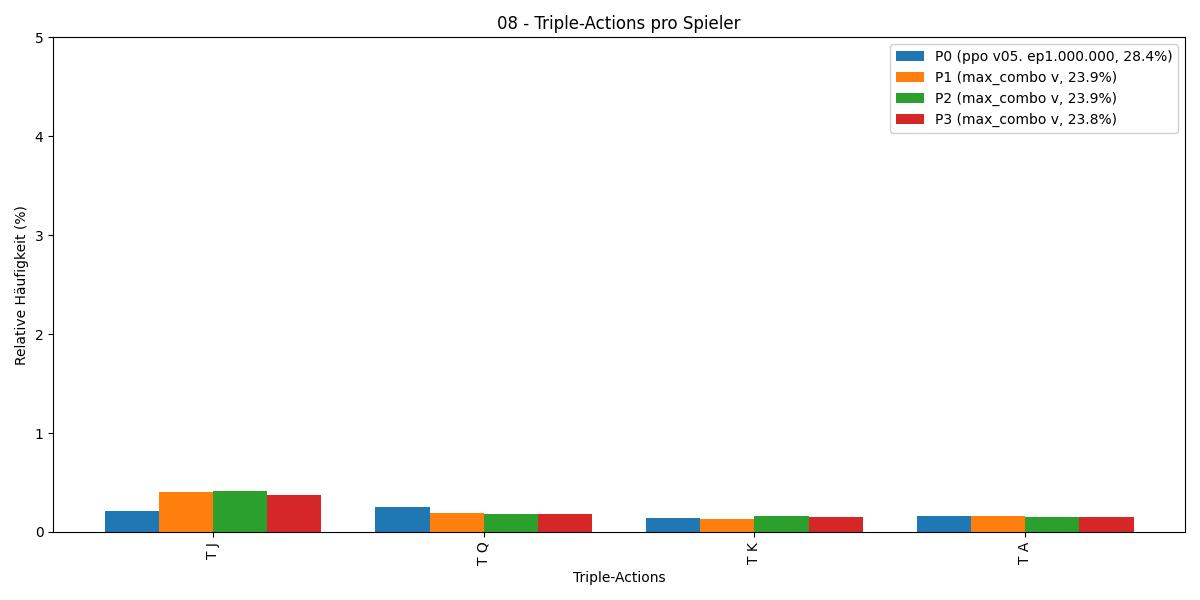 08 - Triple-Actions pro Spieler
P0 (ppo v05. ep1.000.000, 28.4%)
P1 (max_combo v, 23.9%)
P2 (max_combo v, 23.9%)
P3 (max_combo v, 23.8%)
Relative Häufigkeit (%)
5
4
3
2
1
0
T J
T Q
T K
T A
Triple-Actions